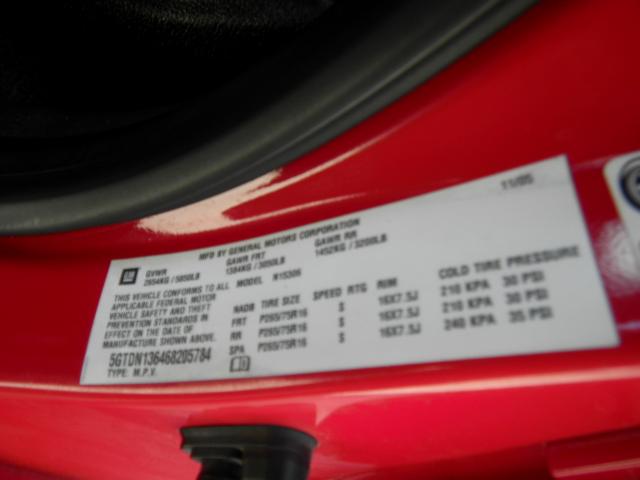 MFD BY GENERAL MOTORS CORPORATION 11/05
GM GVWR GAWR FRT GAWR RR
2654KG / 5850LB 1384KG / 3050LB 1452KG / 3200LB
THIS VEHICLE CONFORMS TO ALL MODEL N15306
APPLICABLE FEDERAL MOTOR
VEHICLE SAFETY AND THEFT
PREVENTION STANDARDS IN
EFFECT ON THE DATE OF
MANUFACTURE SHOWN ABOVE.
5GTDN136468205784
TYPE: M.P.V.
TIRE SIZE SPEED RTG RIM COLD TIRE PRESSURE
FRT P265/75R16 S 16X7.5J 210 KPA 30 PSI
RR P265/75R16 S 16X7.5J 210 KPA 30 PSI
SPA P265/75R16 S 16X7.5J 240 KPA 35 PSI